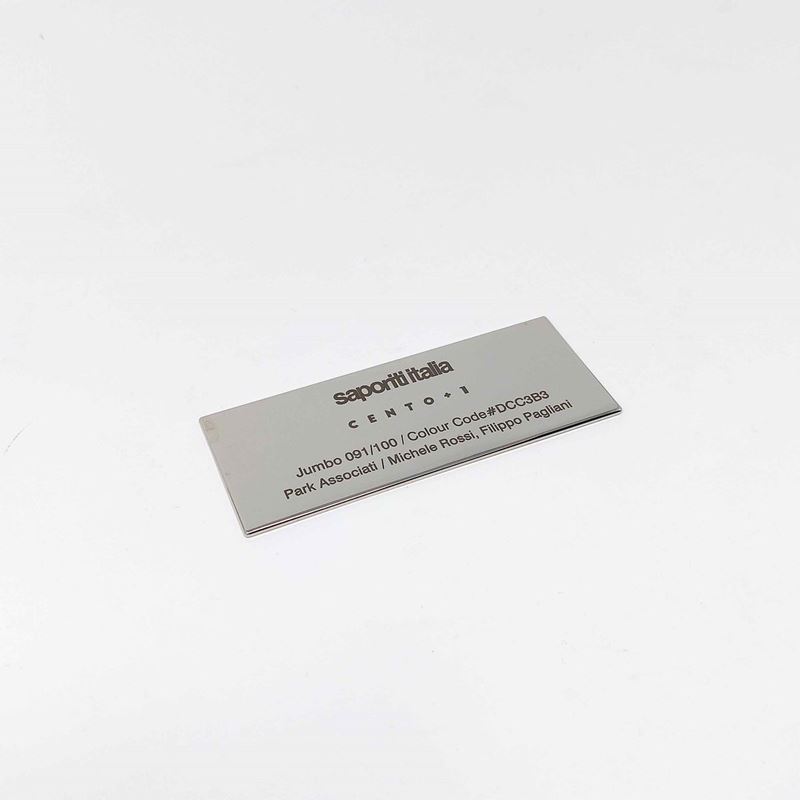 saporiti italia
CENTO+1
Jumbo 091/100 / Colour Code#DCC3B3
Park Associati / Michele Rossi, Filippo Pagliani